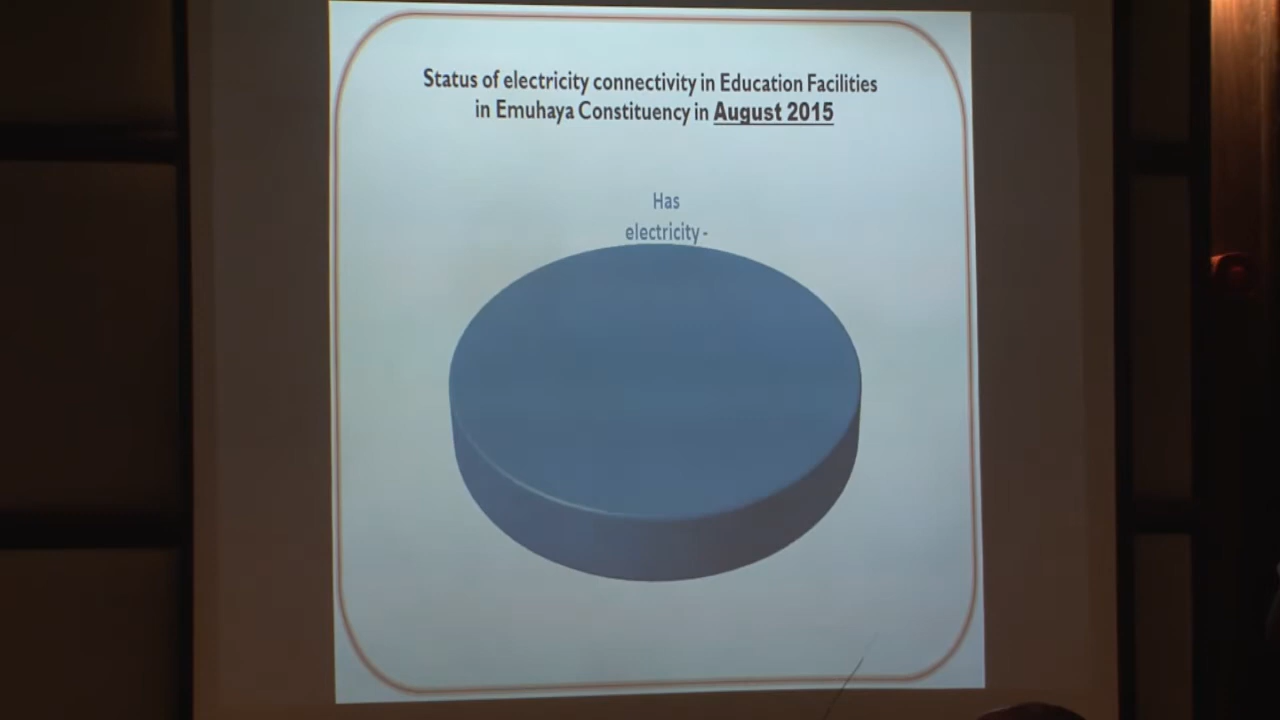 Status of electricity connectivity in Education Facilities
in Emuhaya Constituency in August 2015
Has
electricity -